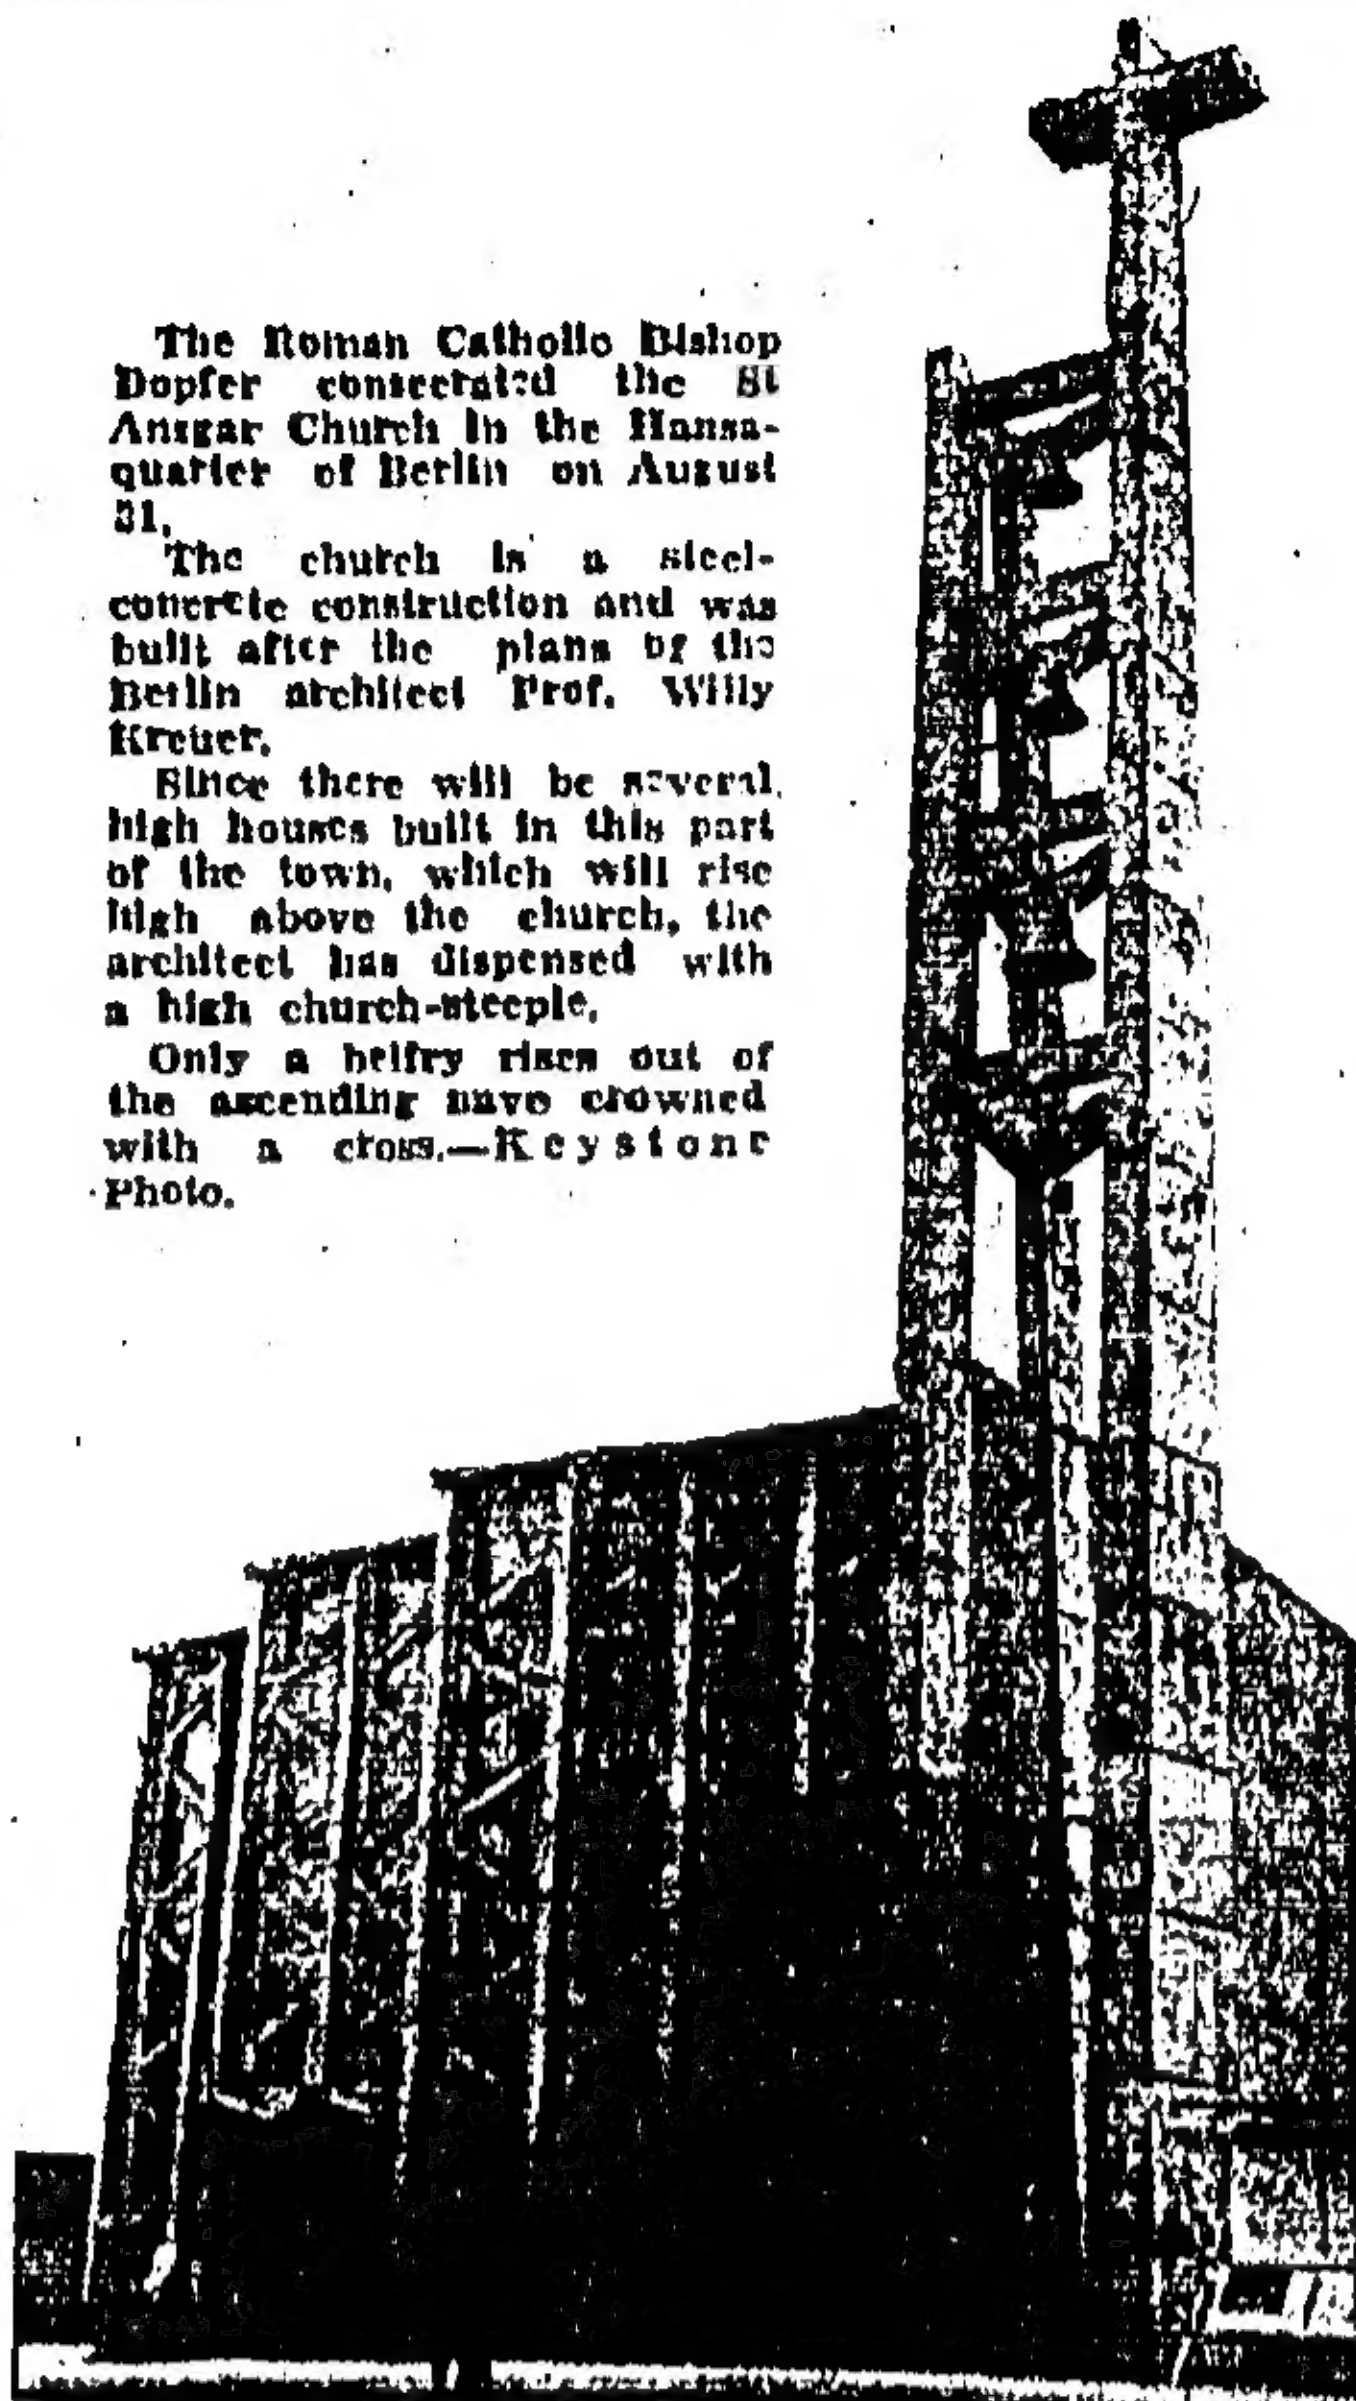 The Roman Catholic Bishop
Dopfer consecrated the St
Ansgar Church in the Hansa-
quarter of Berlin on August
31.
The church is a steel-
concrete construction and was
built after the plans of the
Berlin architect Prof. Willy
Kreuer.
Since there will be several
high houses built in this part
of the town, which will rise
high above the church, the
architect has dispensed with
a high church-steeple.
Only a belfry rises out of
the ascending nave crowned
with a cross.—Keystone
Photo.